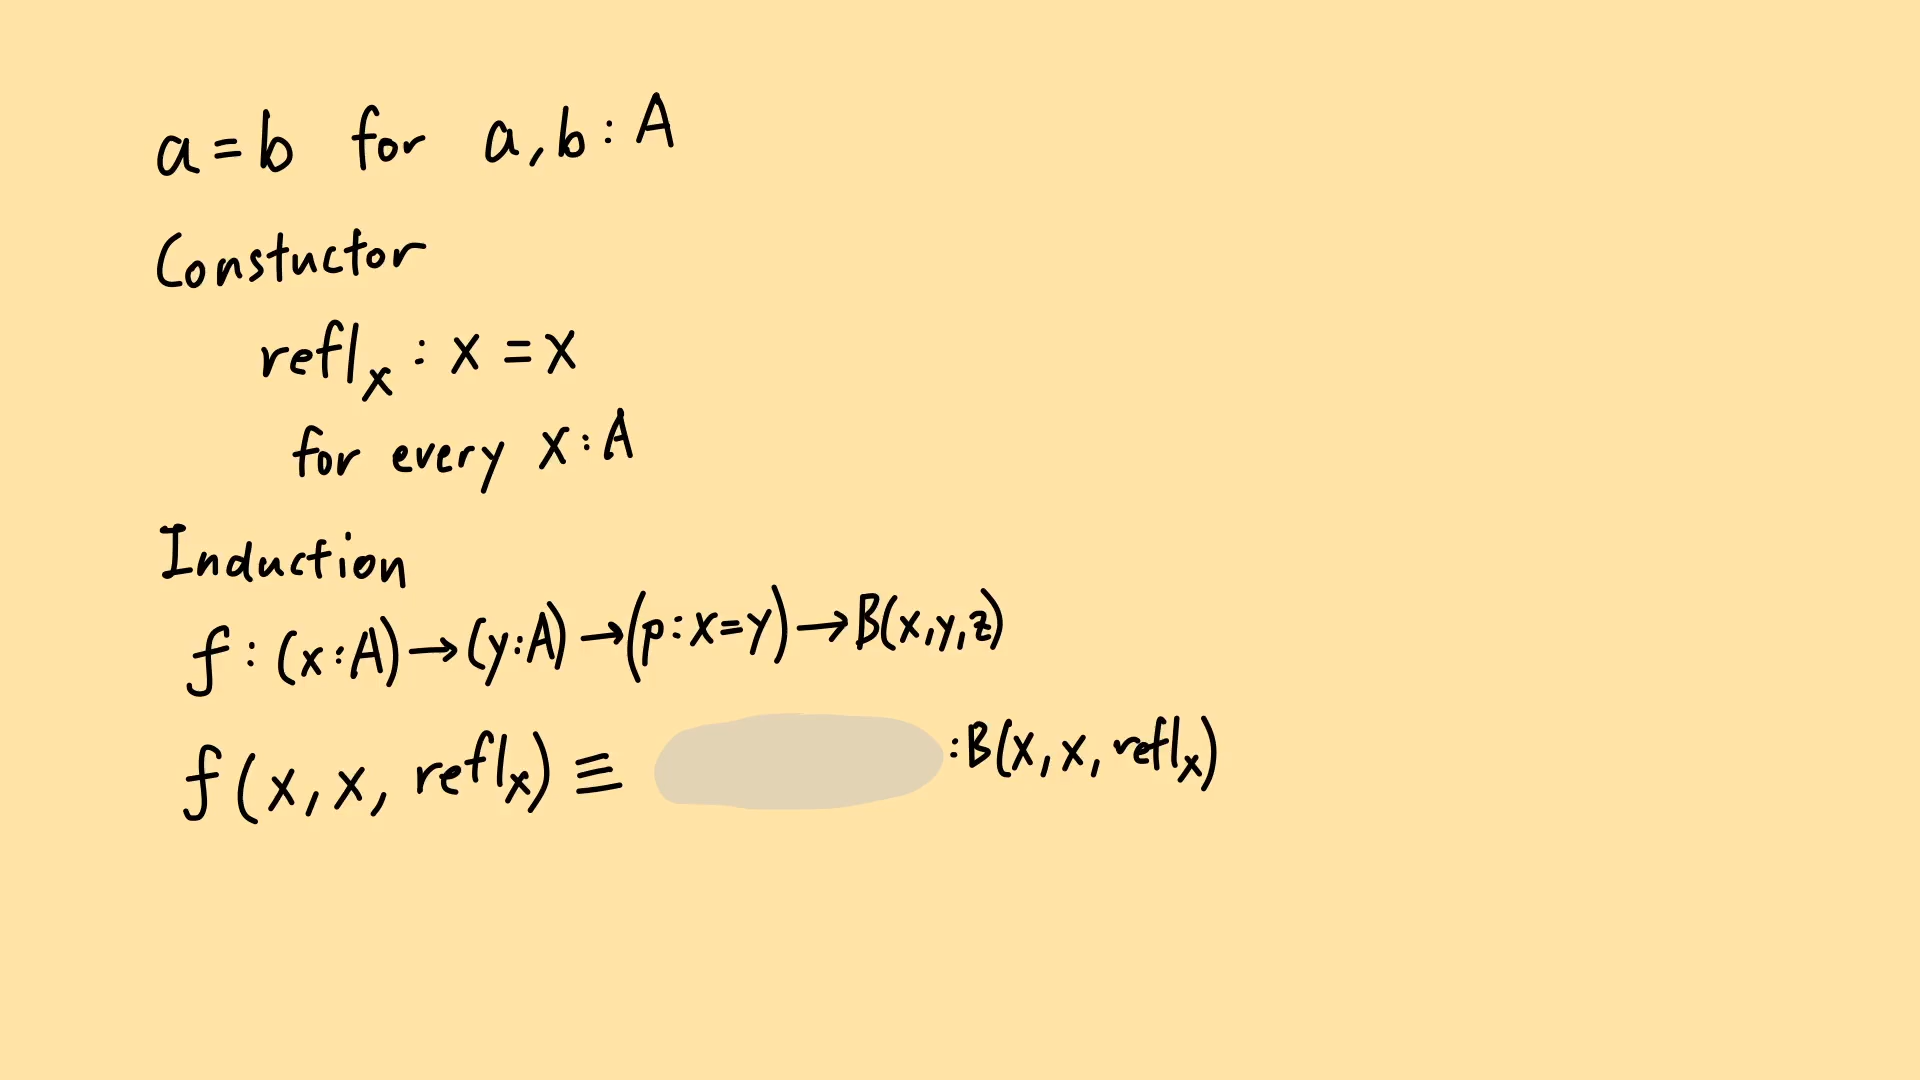 a = b for a, b : A
Constuctor
refl_x : x = x
for every x : A
Induction
f : (x : A) → (y : A) → (p : x = y) → B(x, y, z)
f(x, x, refl_x) ≡ : B(x, x, refl_x)